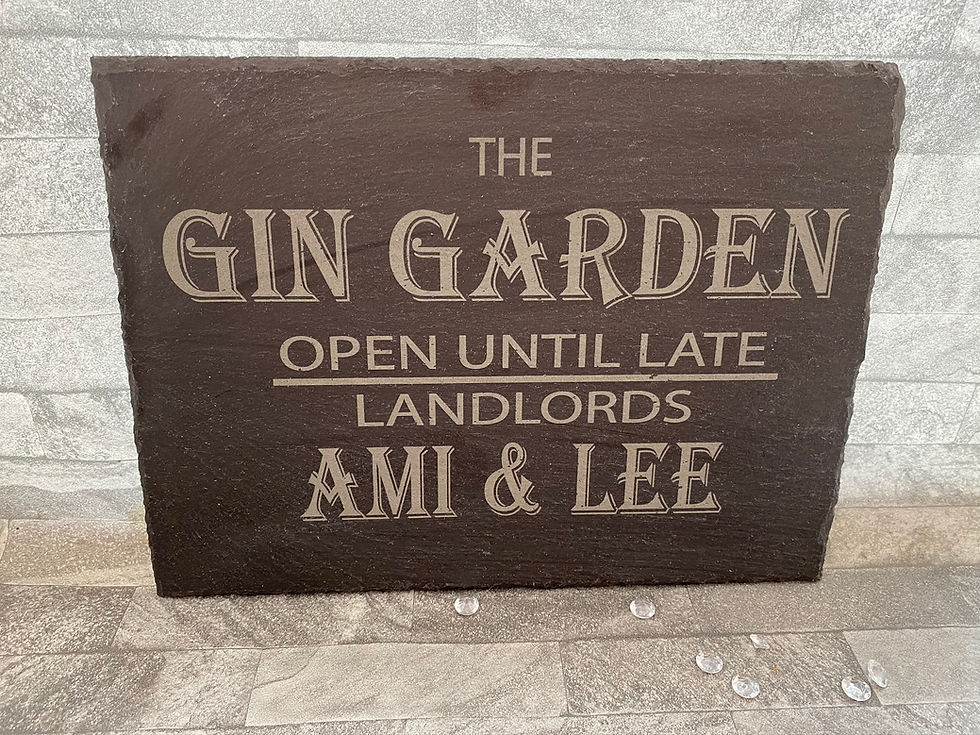 THE
GIN GARDEN
OPEN UNTIL LATE
LANDLORDS
AMI & LEE